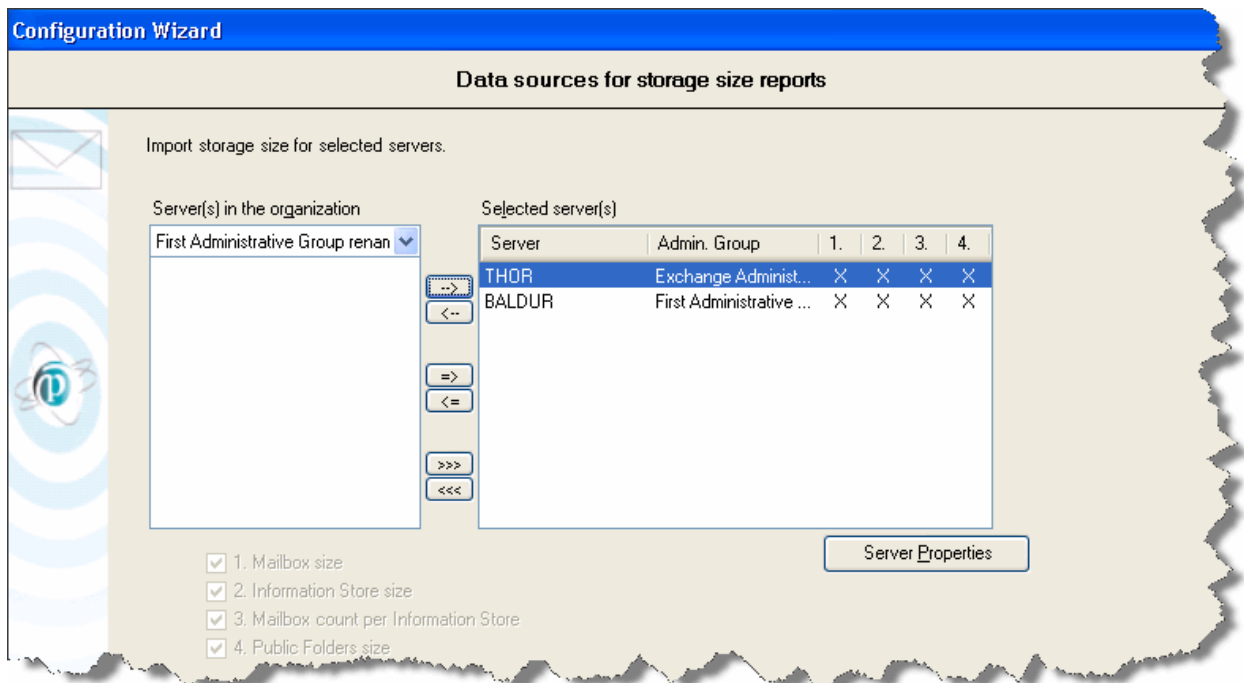 Configuration Wizard
Data sources for storage size reports
Import storage size for selected servers.
Server(s) in the organization
Selected server(s)
First Administrative Group renan
Server Admin. Group 1. 2. 3. 4.
THOR Exchange Administ... X X X X
BALDUR First Administrative ... X X X X
-->
<--
=>
<=
>>>
<<<
Server Properties
1. Mailbox size
2. Information Store size
3. Mailbox count per Information Store
4. Public Folders size
p